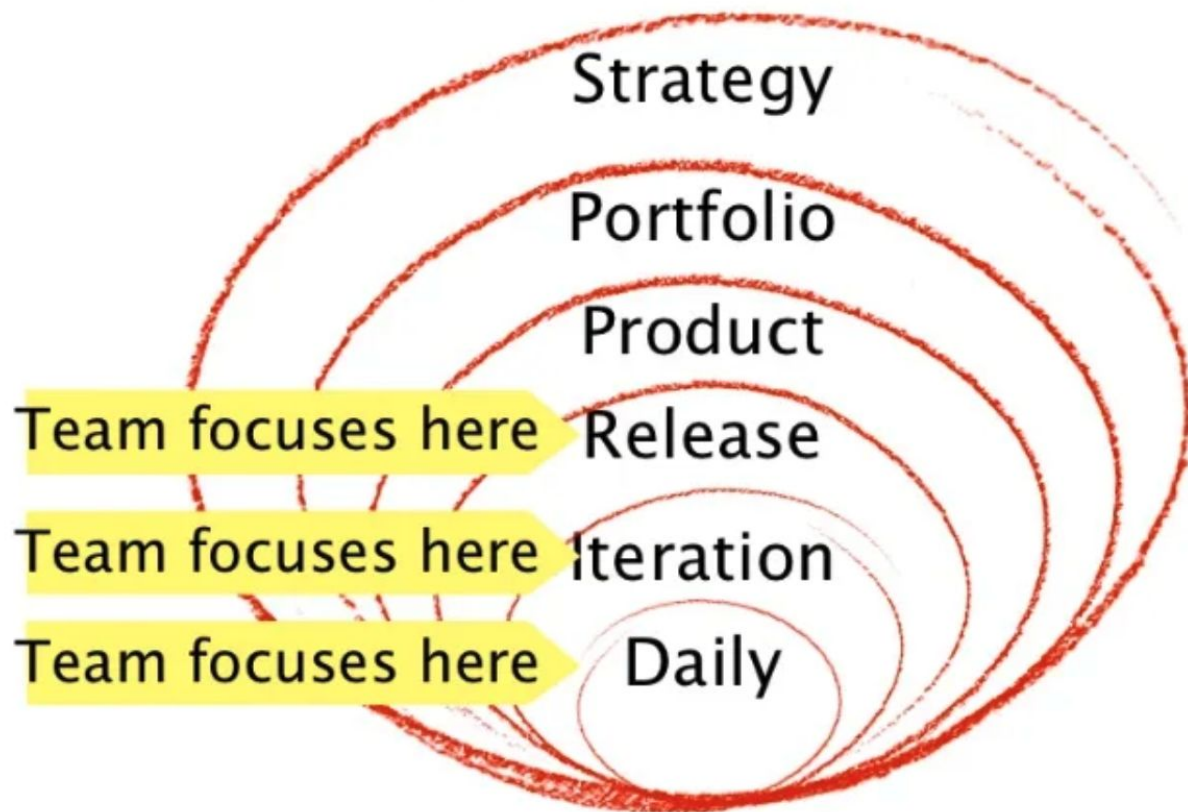 Strategy
Portfolio
Product
Team focuses here Release
Team focuses here Iteration
Team focuses here Daily